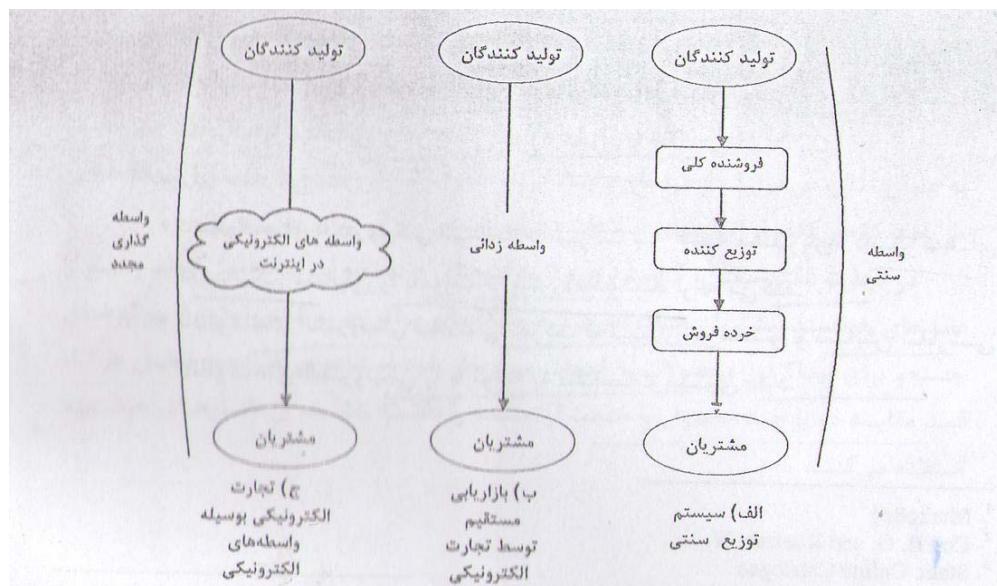 تولید کنندگان
فروشنده کلی
توزیع کننده
خرده فروش
مشتریان
واسطه
سنتی
الف) سیستم
توزیع سنتی
تولید کنندگان
واسطه زدائی
مشتریان
ب) بازاریابی
مستقیم
توسط تجارت
الکترونیکی
تولید کنندگان
واسطه های الکترونیکی
در اینترنت
مشتریان
واسطه
گذاری
مجدد
ج) تجارت
الکترونیکی بوسیله
واسطه‌های
الکترونیکی